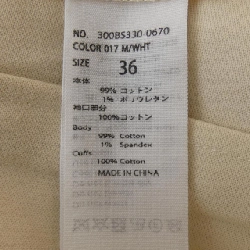 NO. 300BS330-0670
COLOR 017 M/WHT
SIZE 36
本体
99% コットン
1% ポリウレタン
袖口部分
100% コットン
Body
99% Cotton
1% Spandex
Cuffs
100% Cotton
MADE IN CHINA